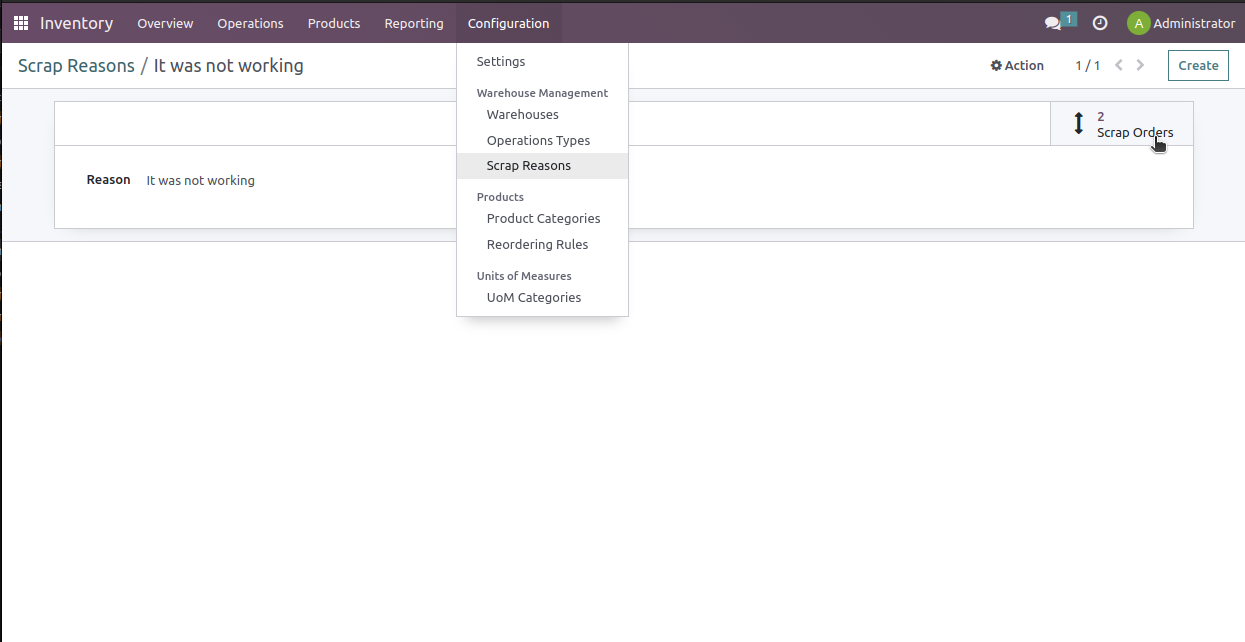 Inventory Overview Operations Products Reporting Configuration 1 A Administrator
Scrap Reasons / It was not working Action 1 / 1 Create
Settings
Warehouse Management
Warehouses
Operations Types
Scrap Reasons
Products
Product Categories
Reordering Rules
Units of Measures
UoM Categories
2
Scrap Orders
Reason It was not working